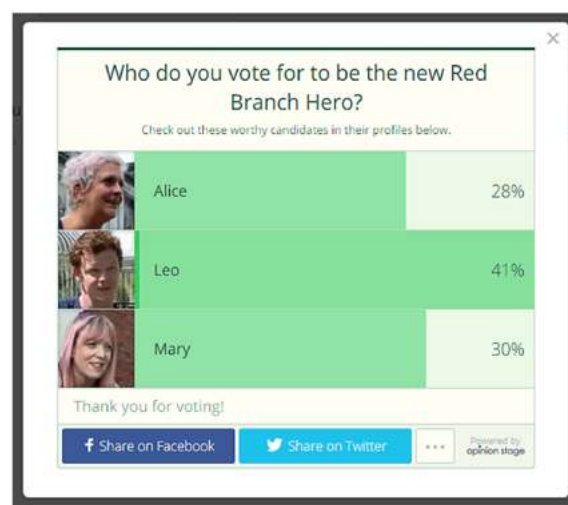 Who do you vote for to be the new Red
Branch Hero?
Check out these worthy candidates in their profiles below.
Alice 28%
Leo 41%
Mary 30%
Thank you for voting!
Share on Facebook Share on Twitter ... Powered by
opinion stage